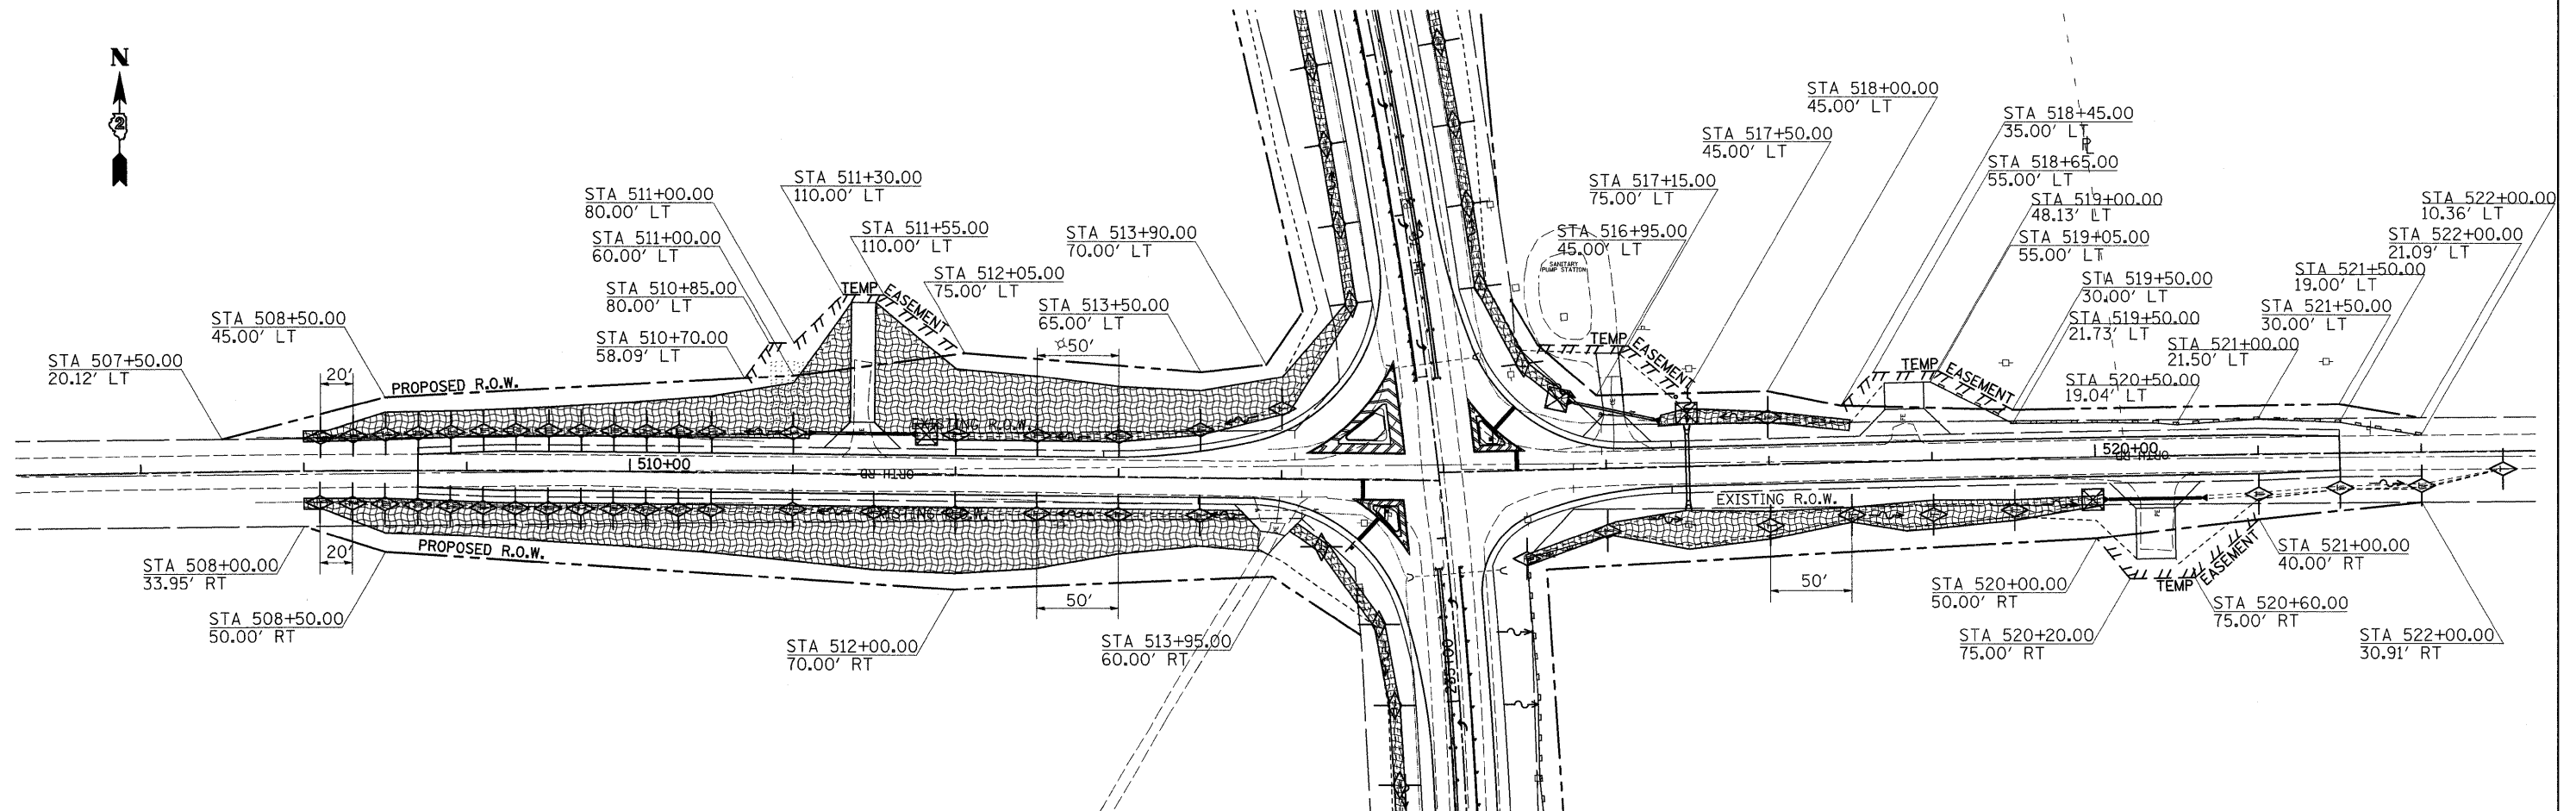 N
2
STA 507+50.00
20.12' LT
STA 508+50.00
45.00' LT
20'
PROPOSED R.O.W.
STA 511+00.00
80.00' LT
STA 511+00.00
60.00' LT
STA 510+85.00
80.00' LT
STA 510+70.00
58.09' LT
STA 511+30.00
110.00' LT
STA 511+55.00
110.00' LT
TEMP
EASEMENT
STA 512+05.00
75.00' LT
STA 513+50.00
65.00' LT
50'
STA 513+90.00
70.00' LT
EXISTING R.O.W.
510+00
ORTH RD
EXISTING R.O.W.
PROPOSED R.O.W.
20'
STA 508+00.00
33.95' RT
STA 508+50.00
50.00' RT
STA 512+00.00
70.00' RT
50'
STA 513+95.00
60.00' RT
285+00
STA 516+95.00
45.00' LT
SANITARY
PUMP STATION
STA 517+15.00
75.00' LT
TEMP
EASEMENT
STA 517+50.00
45.00' LT
STA 518+00.00
45.00' LT
STA 518+45.00
35.00' LT
PL
STA 518+65.00
55.00' LT
STA 519+00.00
48.13' LT
STA 519+05.00
55.00' LT
STA 519+50.00
30.00' LT
STA 519+50.00
21.73' LT
STA 521+00.00
21.50' LT
STA 520+50.00
19.04' LT
TEMP
EASEMENT
STA 521+50.00
19.00' LT
STA 521+50.00
30.00' LT
STA 522+00.00
10.36' LT
STA 522+00.00
21.09' LT
520+00
ORTH RD
EXISTING R.O.W.
50'
STA 520+00.00
50.00' RT
STA 520+20.00
75.00' RT
TEMP
EASEMENT
STA 521+00.00
40.00' RT
STA 520+60.00
75.00' RT
STA 522+00.00
30.91' RT